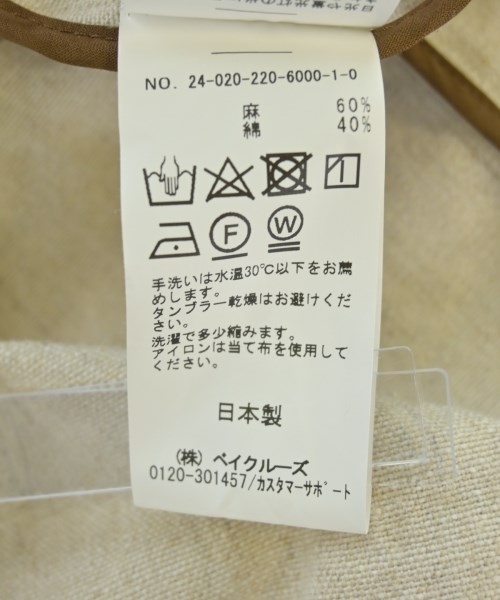 NO. 24-020-220-6000-1-0
麻 60%
綿 40%
F W
手洗いは水温30℃以下をお薦
めします。
タンブラー乾燥はお避けくだ
さい。
洗濯で多少縮みます。
アイロンは当て布を使用して
ください。
日本製
(株) ベイクルーズ
0120-301457/カスタマーサポート